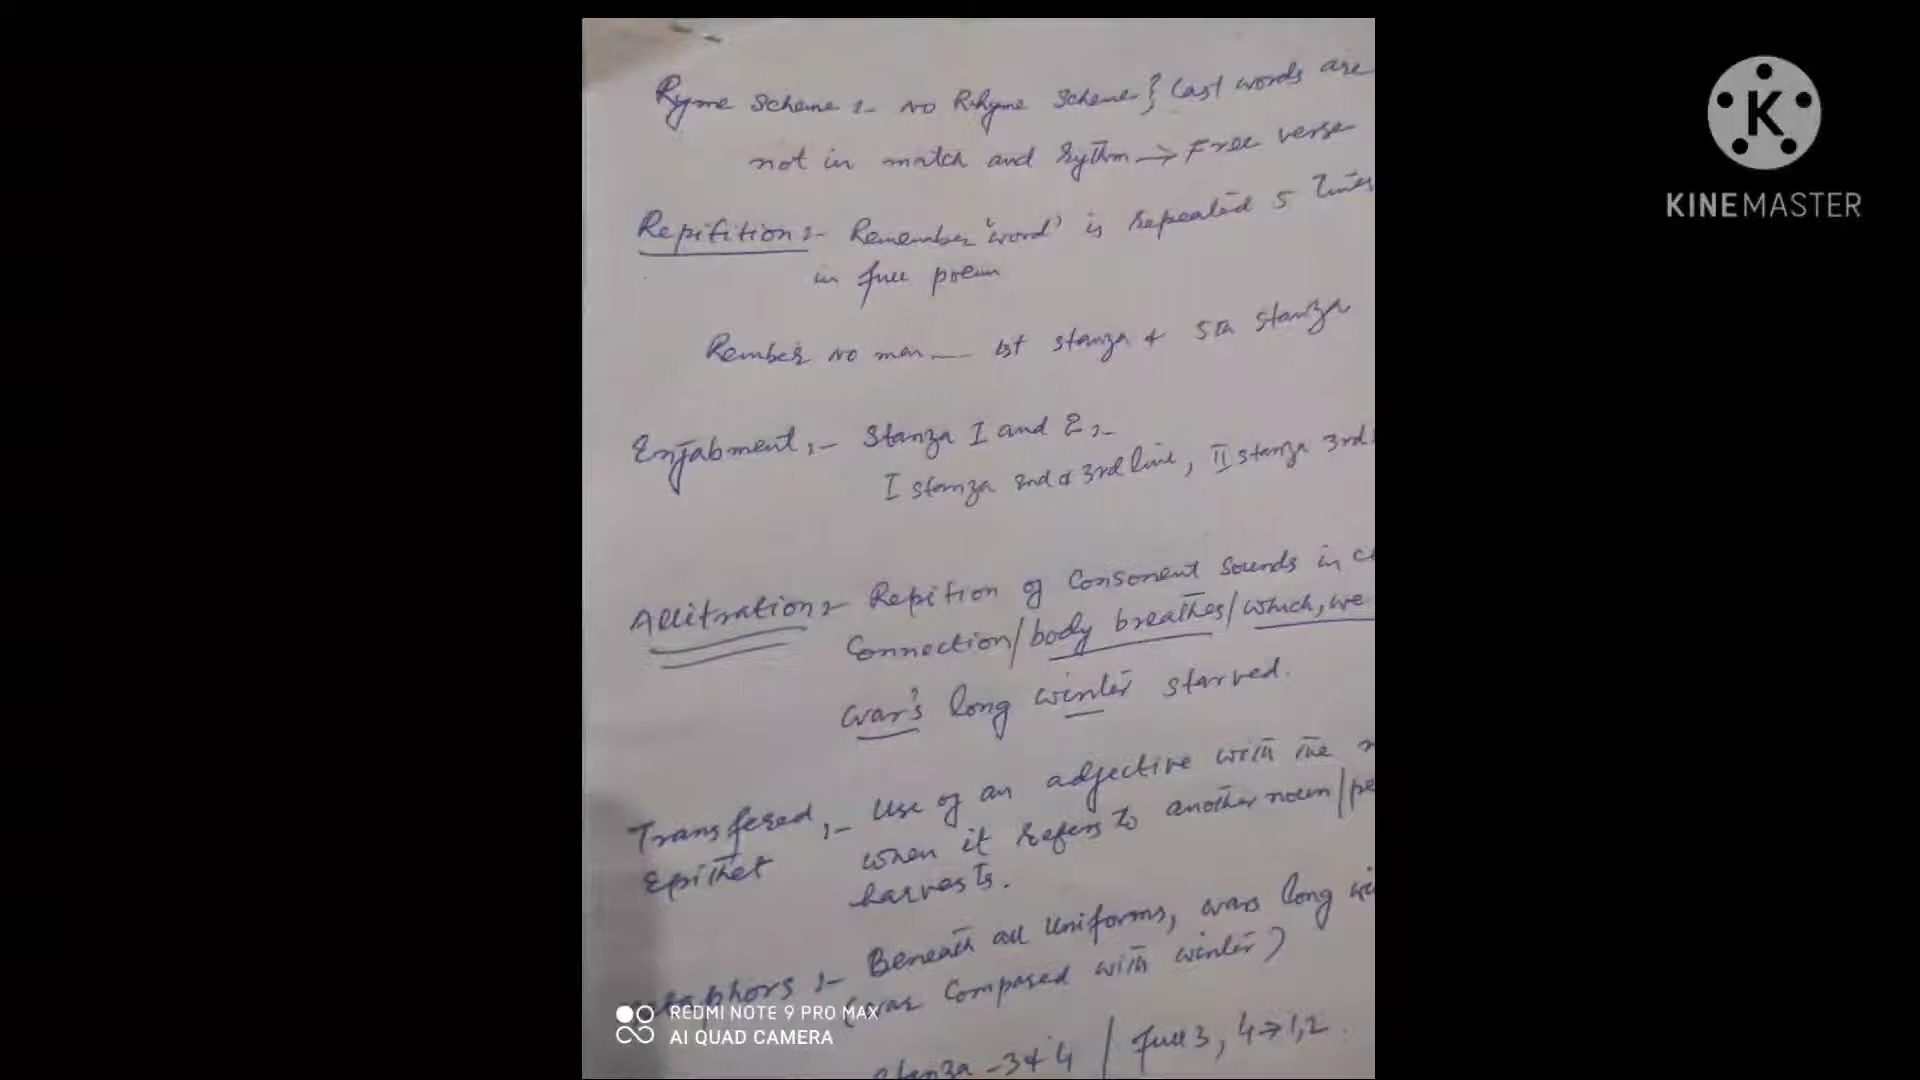 Ryme Scheme :- no Rhyme Scheme } Last words are
not in match and Rythm → Free verse
Repifition :- Remember 'word' is repeated 5 Times
in full poem
Rember no men — Ist stanza & 5th stanza
Enjabment :- Stanza I and 2 :-
I stanza 2nd & 3rd line, II stanza 3rd
Allitration :- Repition of Consonent Sounds in c
Connection / body breathes / which, we
war's long winter starved.
Transfered :- Use of an adjective with the n
Epithet when it refers to another noun / pe
harvests.
taphors :- Beneath all Uniforms, wars long wi
(war Compared with winter)
stanza - 3 & 4 / full 3, 4 → 1, 2
REDMI NOTE 9 PRO MAX
AI QUAD CAMERA
K
KINEMASTER